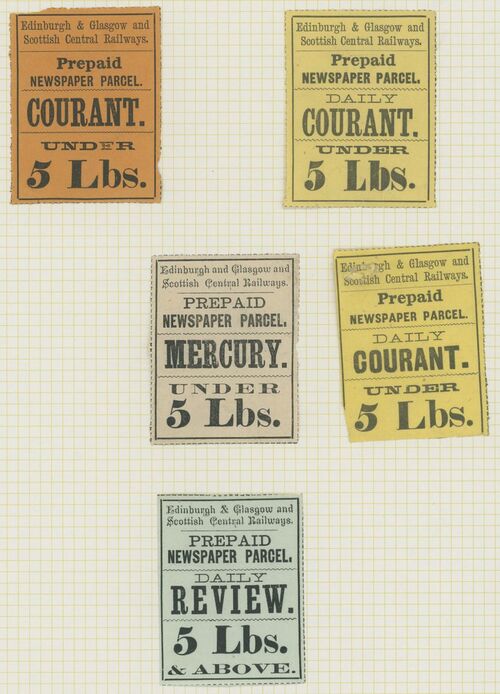 Edinburgh & Glasgow and
Scottish Central Railways.
Prepaid
NEWSPAPER PARCEL.
COURANT.
UNDER
5 Lbs.
Edinburgh & Glasgow and
Scottish Central Railways.
Prepaid
NEWSPAPER PARCEL.
DAILY
COURANT.
UNDER
5 Lbs.
Edinburgh and Glasgow and
Scottish Central Railways.
PREPAID
NEWSPAPER PARCEL.
MERCURY.
UNDER
5 Lbs.
Edinburgh & Glasgow and
Scottish Central Railways.
Prepaid
NEWSPAPER PARCEL.
DAILY
COURANT.
UNDER
5 Lbs.
Edinburgh & Glasgow and
Scottish Central Railways.
PREPAID
NEWSPAPER PARCEL.
DAILY
REVIEW.
5 Lbs.
& ABOVE.